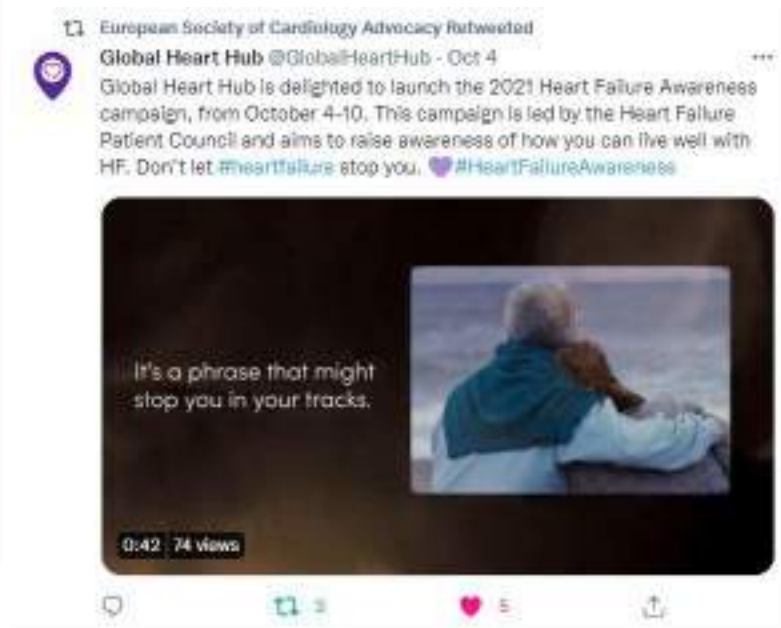 European Society of Cardiology Advocacy Retweeted
Global Heart Hub @GlobalHeartHub - Oct 4
Global Heart Hub is delighted to launch the 2021 Heart Failure Awareness
campaign, from October 4-10. This campaign is led by the Heart Failure
Patient Council and aims to raise awareness of how you can live well with
HF. Don't let #heartfailure stop you. 💜#HeartFailureAwareness
It's a phrase that might
stop you in your tracks.
0:42 74 views
5